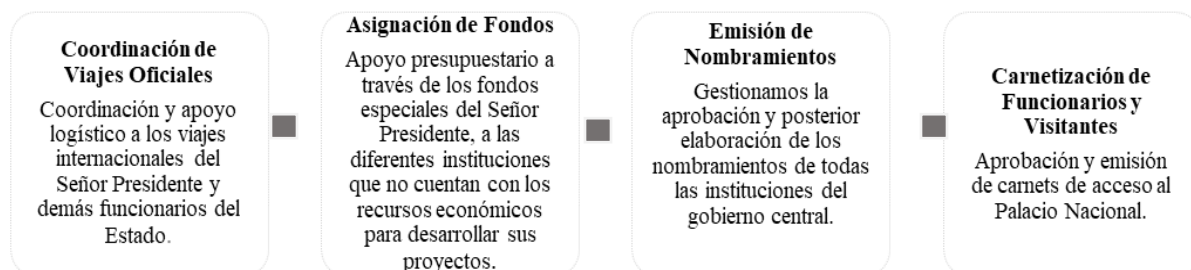 Coordinación de
Viajes Oficiales
Coordinación y apoyo
logístico a los viajes
internacionales del
Señor Presidente y
demás funcionarios del
Estado.
Asignación de Fondos
Apoyo presupuestario a
través de los fondos
especiales del Señor
Presidente, a las
diferentes instituciones
que no cuentan con los
recursos económicos
para desarrollar sus
proyectos.
Emisión de
Nombramientos
Gestionamos la
aprobación y posterior
elaboración de los
nombramientos de todas
las instituciones del
gobierno central.
Carnetización de
Funcionarios y
Visitantes
Aprobación y emisión
de carnets de acceso al
Palacio Nacional.